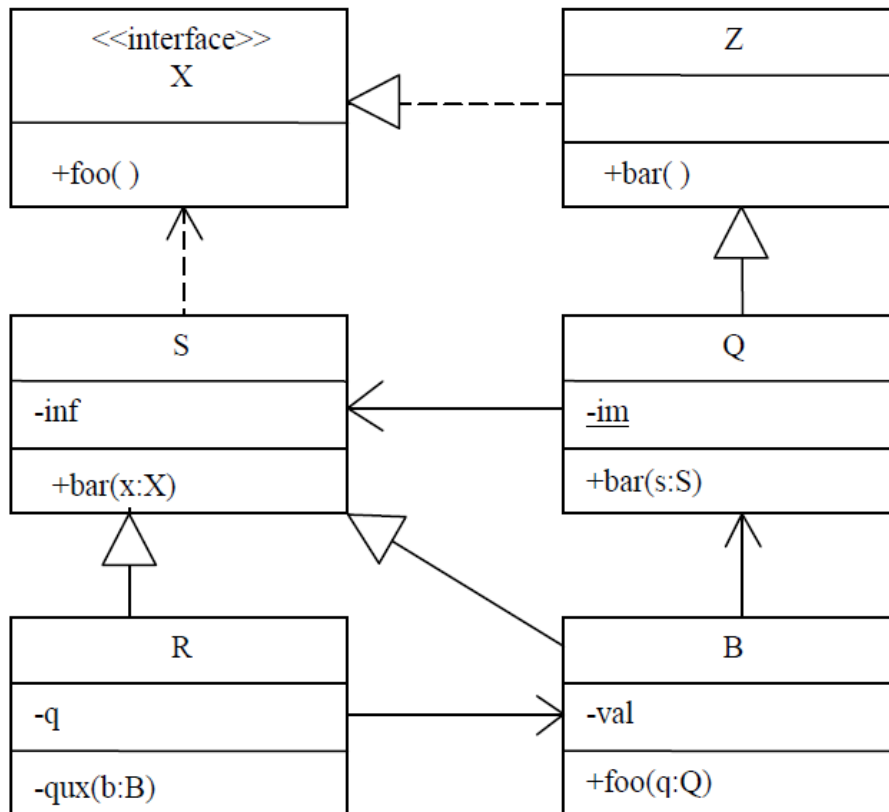 <<interface>>
X
+foo( )
Z
+bar( )
S
-inf
+bar(x:X)
Q
-im
+bar(s:S)
R
-q
-qux(b:B)
B
-val
+foo(q:Q)